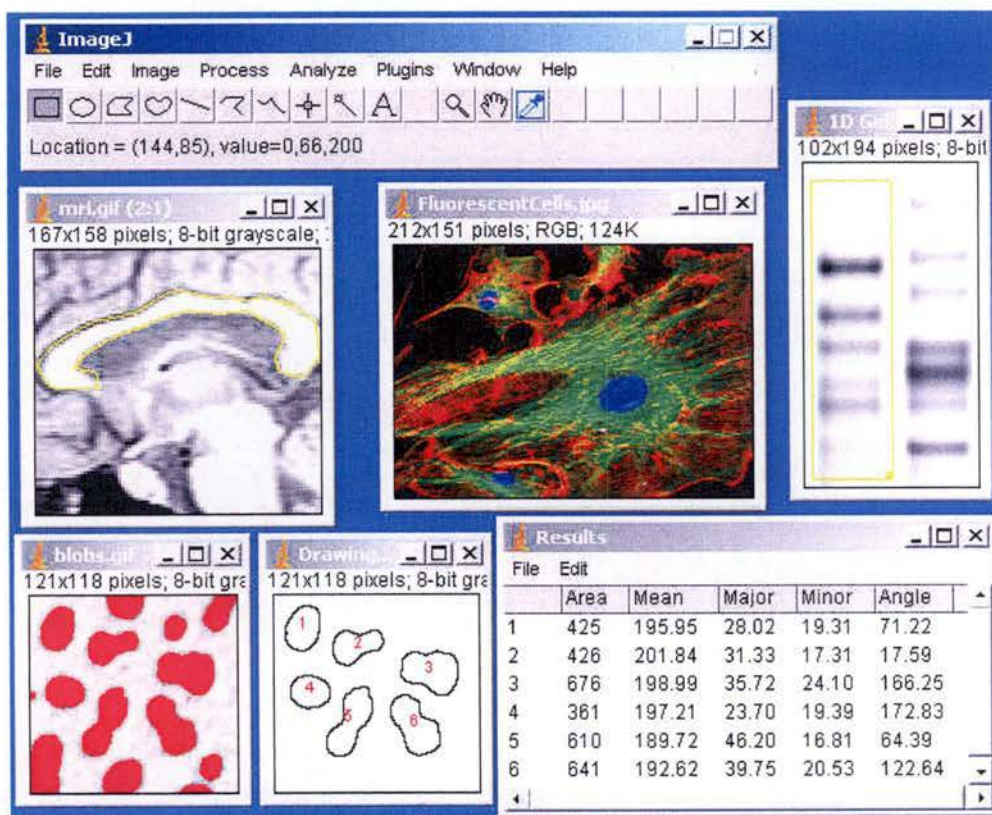 ImageJ
File Edit Image Process Analyze Plugins Window Help
A
Location = (144,85), value=0,66,200
1D
102x194 pixels; 8-bit
mri.gif (2:1)
167x158 pixels; 8-bit grayscale;
FluorescentCells.jpg
212x151 pixels; RGB; 124K
blobs.gif
121x118 pixels; 8-bit gra
Drawing...
121x118 pixels; 8-bit gra
1
2
3
4
5
6
Results
File Edit
Area Mean Major Minor Angle
1 425 195.95 28.02 19.31 71.22
2 426 201.84 31.33 17.31 17.59
3 676 198.99 35.72 24.10 166.25
4 361 197.21 23.70 19.39 172.83
5 610 189.72 46.20 16.81 64.39
6 641 192.62 39.75 20.53 122.64